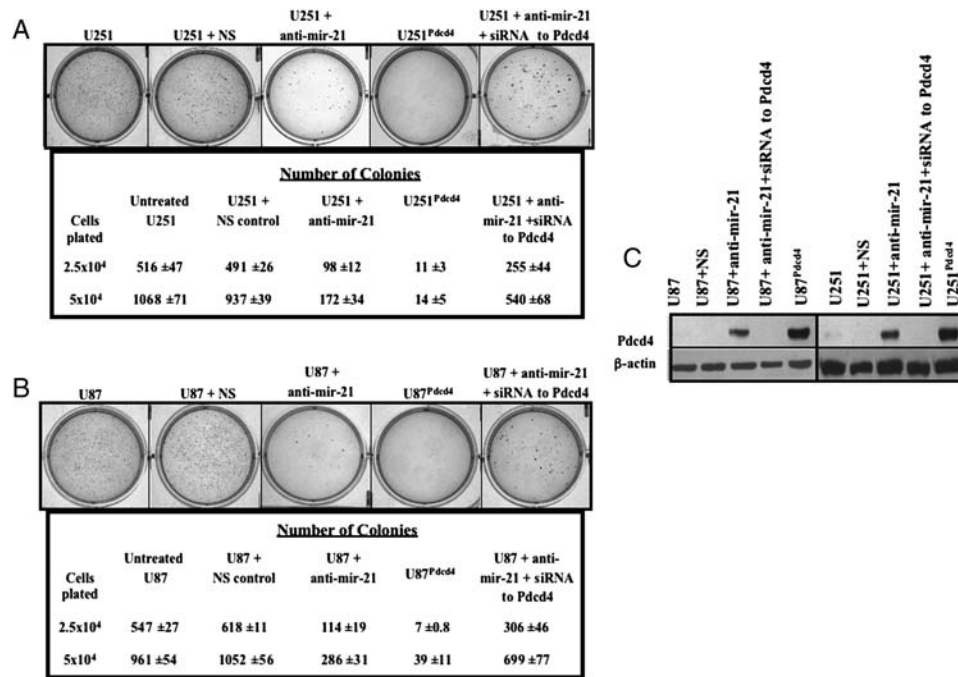 A
U251
U251 + NS
U251 +
anti-mir-21
U251Pdcd4
U251 + anti-mir-21
+ siRNA to Pdcd4
Number of Colonies
Cells
plated
Untreated
U251
U251 +
NS control
U251 +
anti-mir-21
U251Pdcd4
U251 + anti-
mir-21 +siRNA
to Pdcd4
2.5x10⁴ 516 ±47 491 ±26 98 ±12 11 ±3 255 ±44
5x10⁴ 1068 ±71 937 ±39 172 ±34 14 ±5 540 ±68
B
U87
U87 + NS
U87 +
anti-mir-21
U87Pdcd4
U87 + anti-mir-21
+ siRNA to Pdcd4
Number of Colonies
Cells
plated
Untreated
U87
U87 +
NS control
U87 +
anti-mir-21
U87Pdcd4
U87 + anti-
mir-21 + siRNA
to Pdcd4
2.5x10⁴ 547 ±27 618 ±11 114 ±19 7 ±0.8 306 ±46
5x10⁴ 961 ±54 1052 ±56 286 ±31 39 ±11 699 ±77
C
U87
U87+NS
U87+anti-mir-21
U87+ anti-mir-21+siRNA to Pdcd4
U87Pdcd4
U251
U251+NS
U251+anti-mir-21
U251+ anti-mir-21+siRNA to Pdcd4
U251Pdcd4
Pdcd4
β-actin